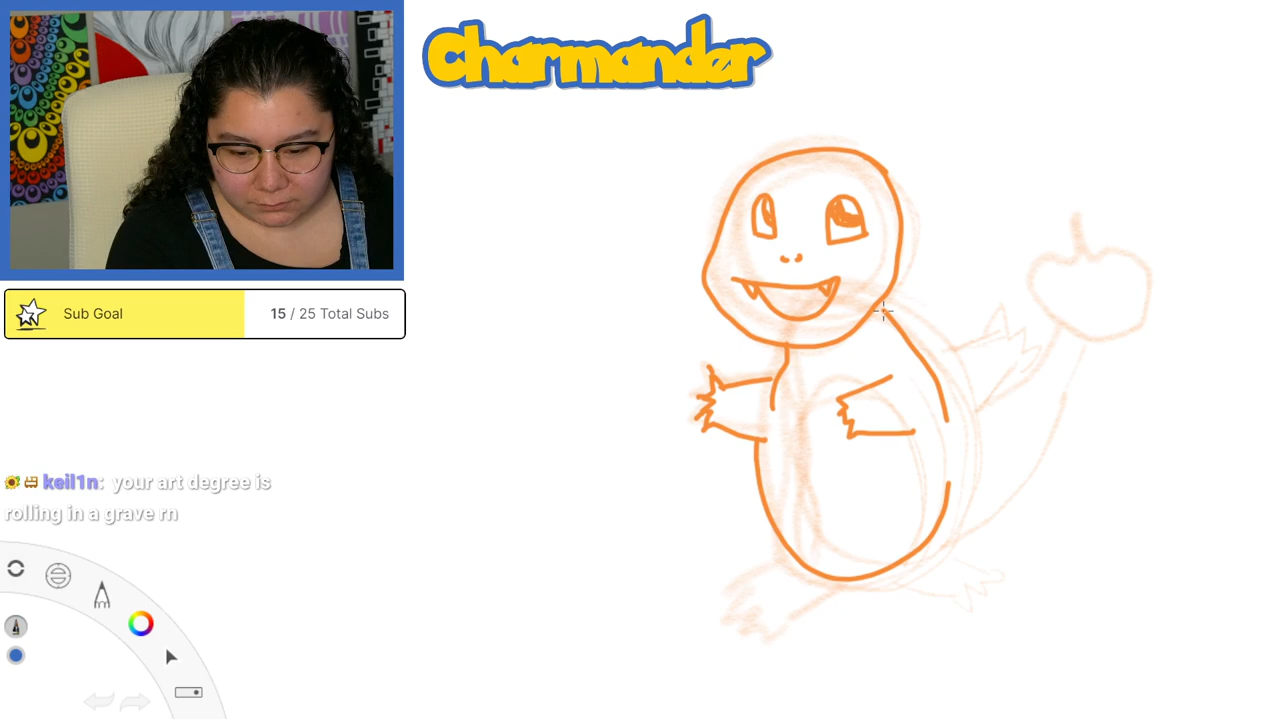 Charmander
Sub Goal 15 / 25 Total Subs
keil1n: your art degree is
rolling in a grave rn